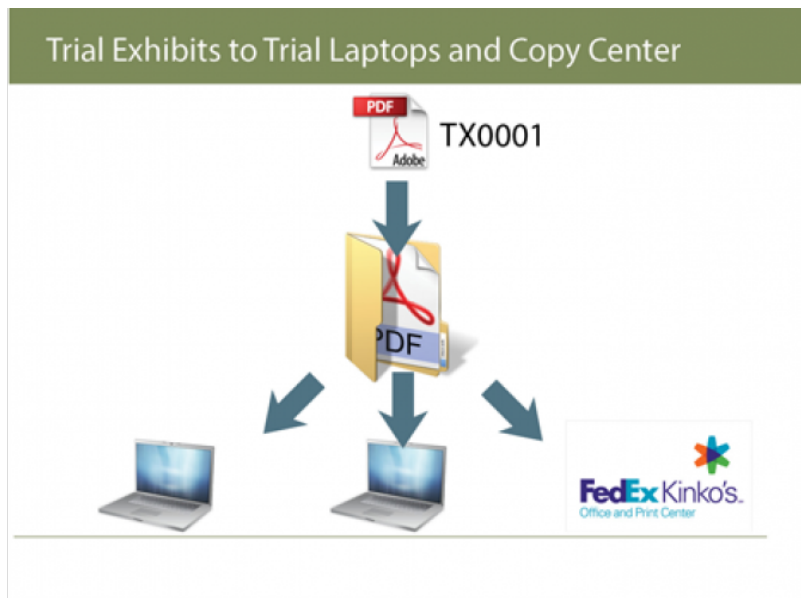 Trial Exhibits to Trial Laptops and Copy Center
PDF
Adobe
TX0001
PDF
FedEx Kinko's
Office and Print Center